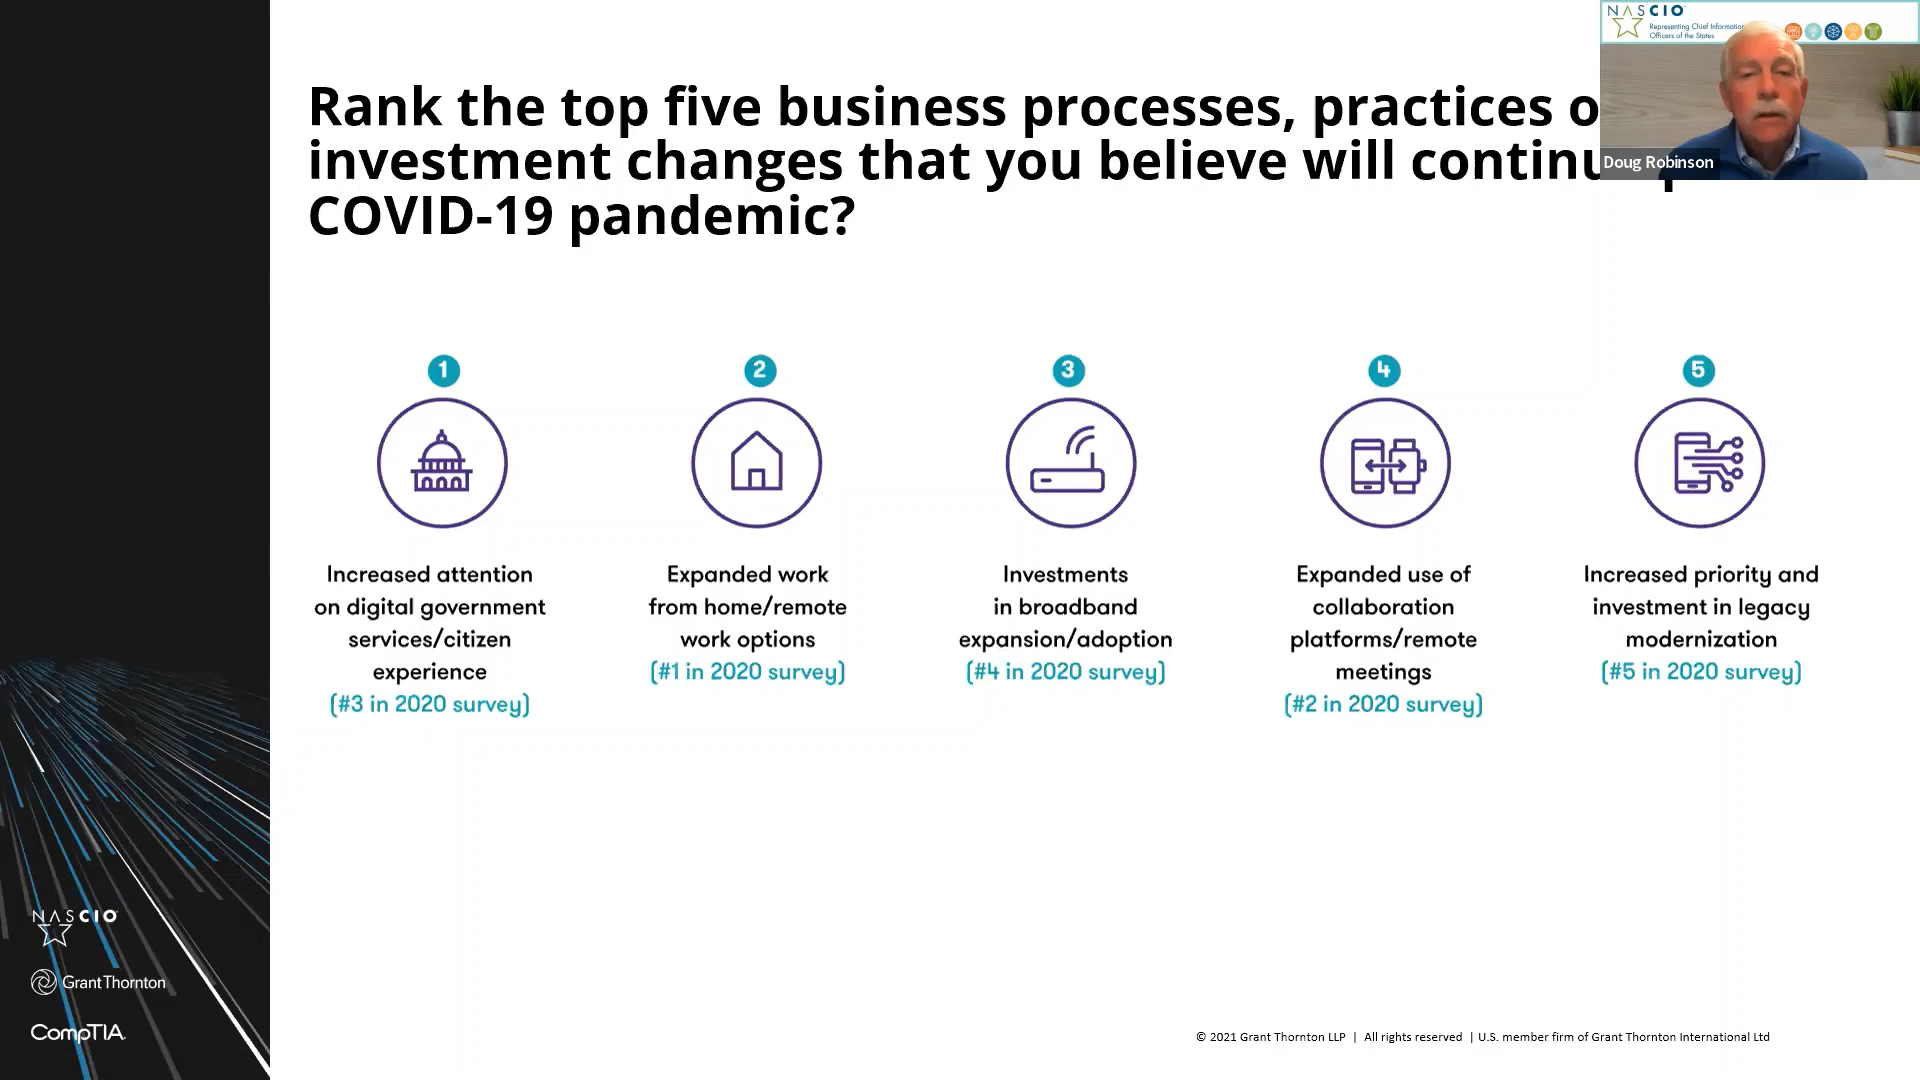 NASCIO
Representing Chief Information
Officers of the States
Rank the top five business processes, practices o
investment changes that you believe will continu
COVID-19 pandemic?
Doug Robinson
1
2
3
4
5
Increased attention
on digital government
services/citizen
experience
(#3 in 2020 survey)
Expanded work
from home/remote
work options
(#1 in 2020 survey)
Investments
in broadband
expansion/adoption
(#4 in 2020 survey)
Expanded use of
collaboration
platforms/remote
meetings
(#2 in 2020 survey)
Increased priority and
investment in legacy
modernization
(#5 in 2020 survey)
NASCIO
GrantThornton
CompTIA
© 2021 Grant Thornton LLP | All rights reserved | U.S. member firm of Grant Thornton International Ltd